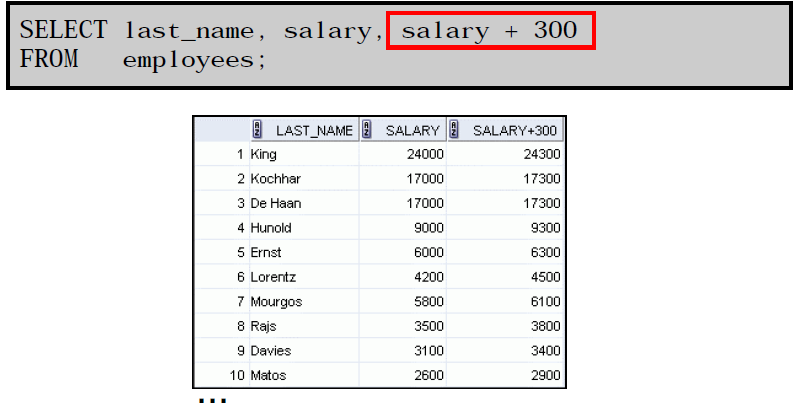 SELECT last_name, salary, salary + 300
FROM employees;
LAST_NAME SALARY SALARY+300
1 King 24000 24300
2 Kochhar 17000 17300
3 De Haan 17000 17300
4 Hunold 9000 9300
5 Ernst 6000 6300
6 Lorentz 4200 4500
7 Mourgos 5800 6100
8 Rajs 3500 3800
9 Davies 3100 3400
10 Matos 2600 2900
...